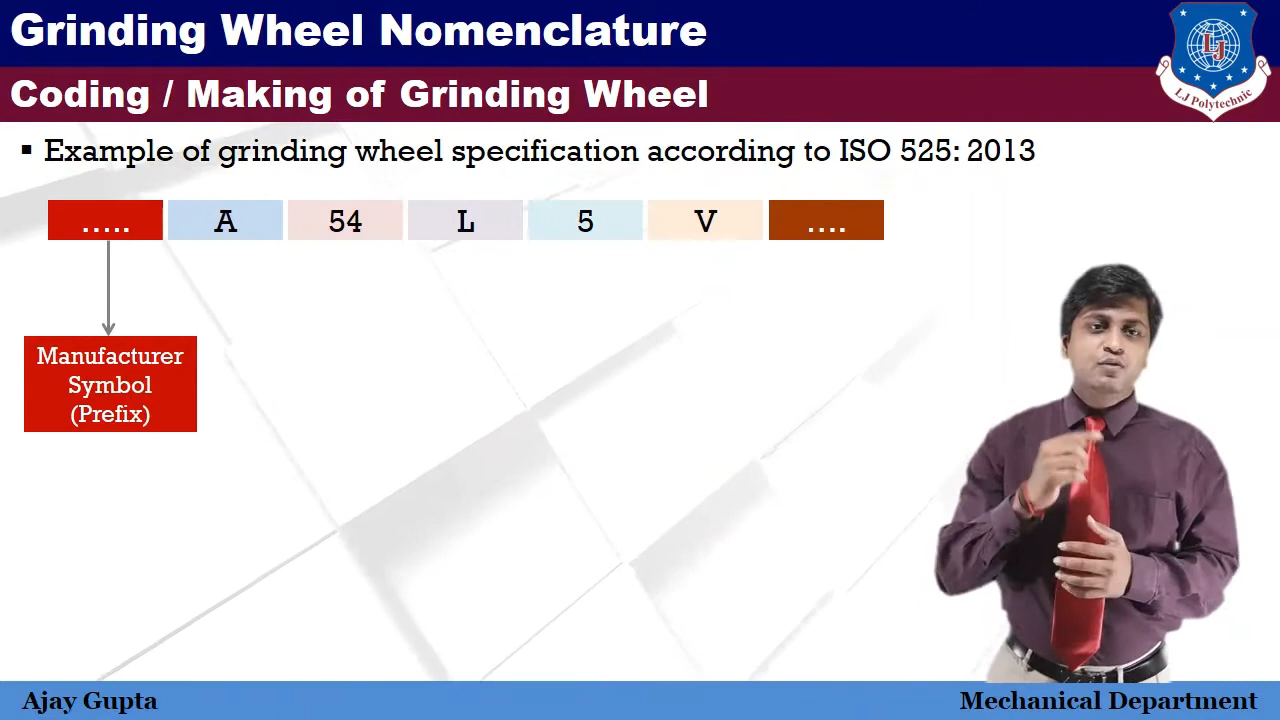 Grinding Wheel Nomenclature
Coding / Making of Grinding Wheel
LJ
LJ Polytechnic
▪ Example of grinding wheel specification according to ISO 525: 2013
..... A 54 L 5 V ....
Manufacturer
Symbol
(Prefix)
Ajay Gupta
Mechanical Department